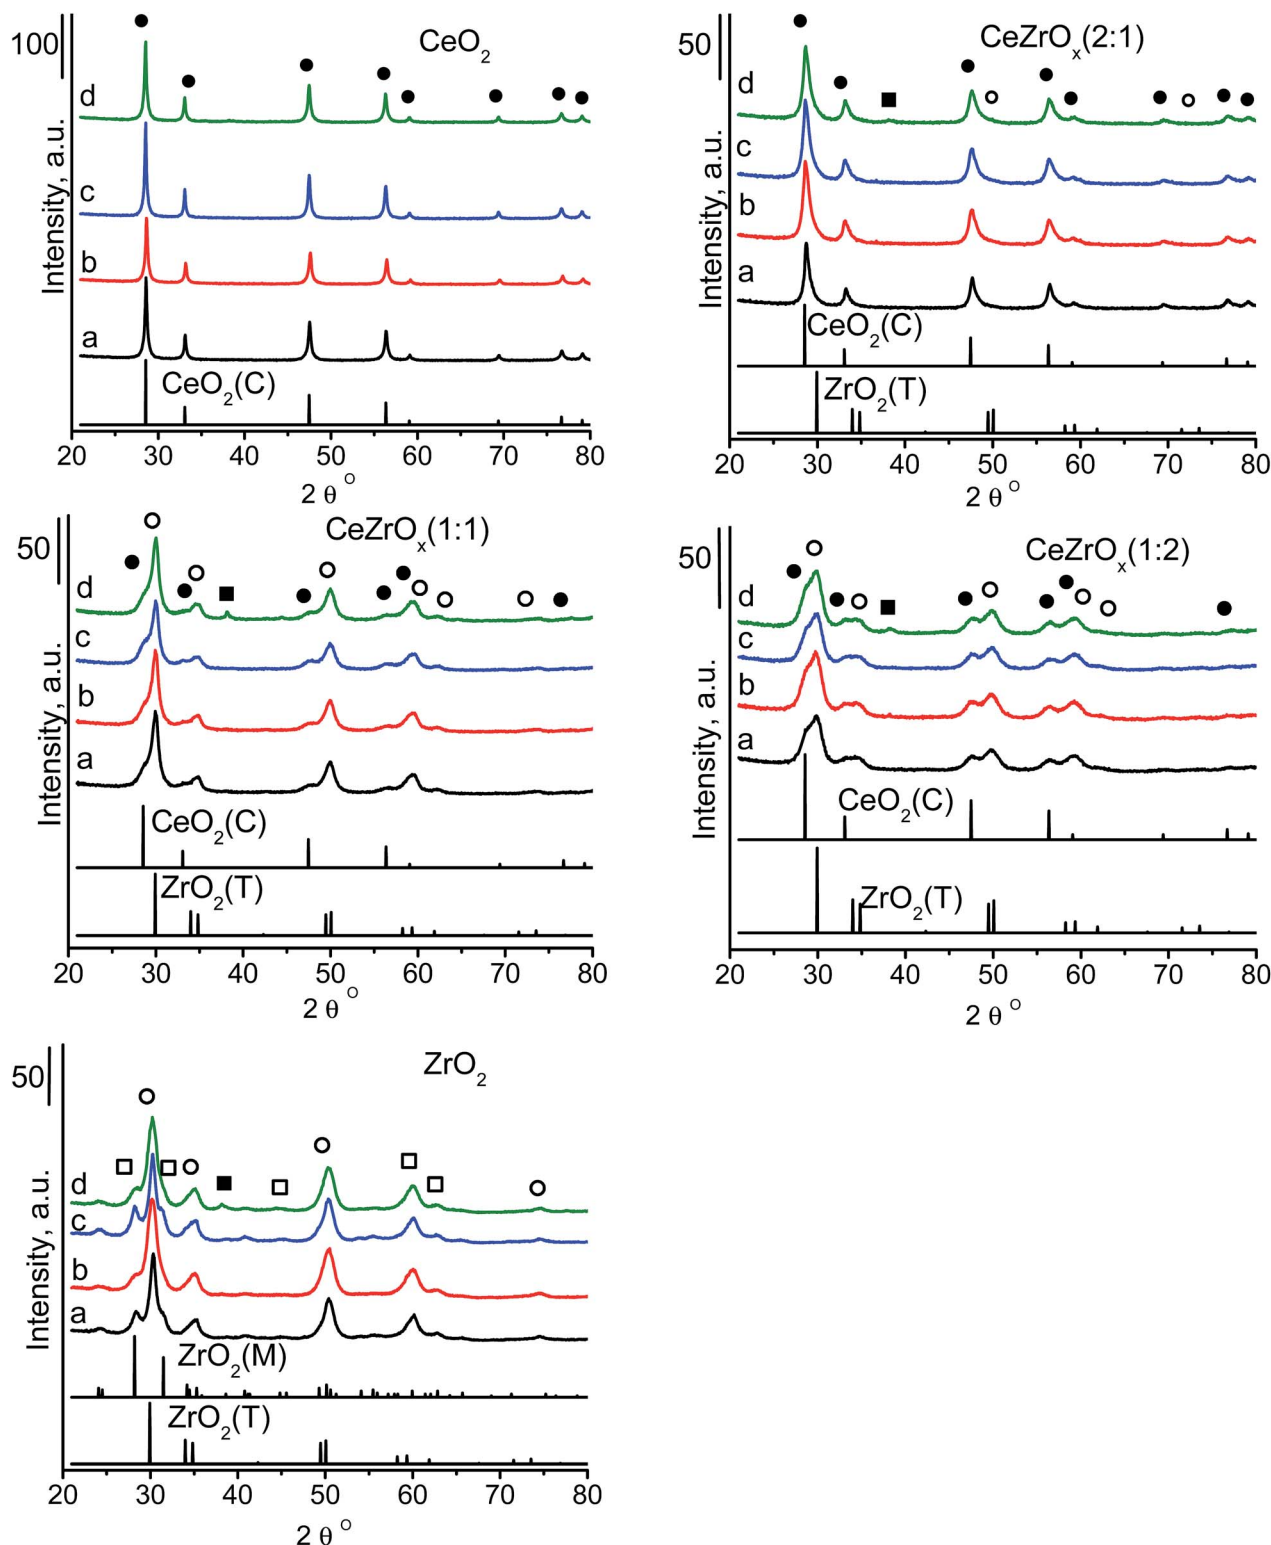 100
CeO2
d
c
b
a
CeO2(C)
Intensity, a.u.
20 30 40 50 60 70 80
2 θ O
50
CeZrOx(2:1)
d
c
b
a
CeO2(C)
ZrO2(T)
Intensity, a.u.
20 30 40 50 60 70 80
2 θ O
50
CeZrOx(1:1)
d
c
b
a
CeO2(C)
ZrO2(T)
Intensity, a.u.
20 30 40 50 60 70 80
2 θ O
50
CeZrOx(1:2)
d
c
b
a
CeO2(C)
ZrO2(T)
Intensity, a.u.
20 30 40 50 60 70 80
2 θ O
50
ZrO2
d
c
b
a
ZrO2(M)
ZrO2(T)
Intensity, a.u.
20 30 40 50 60 70 80
2 θ O